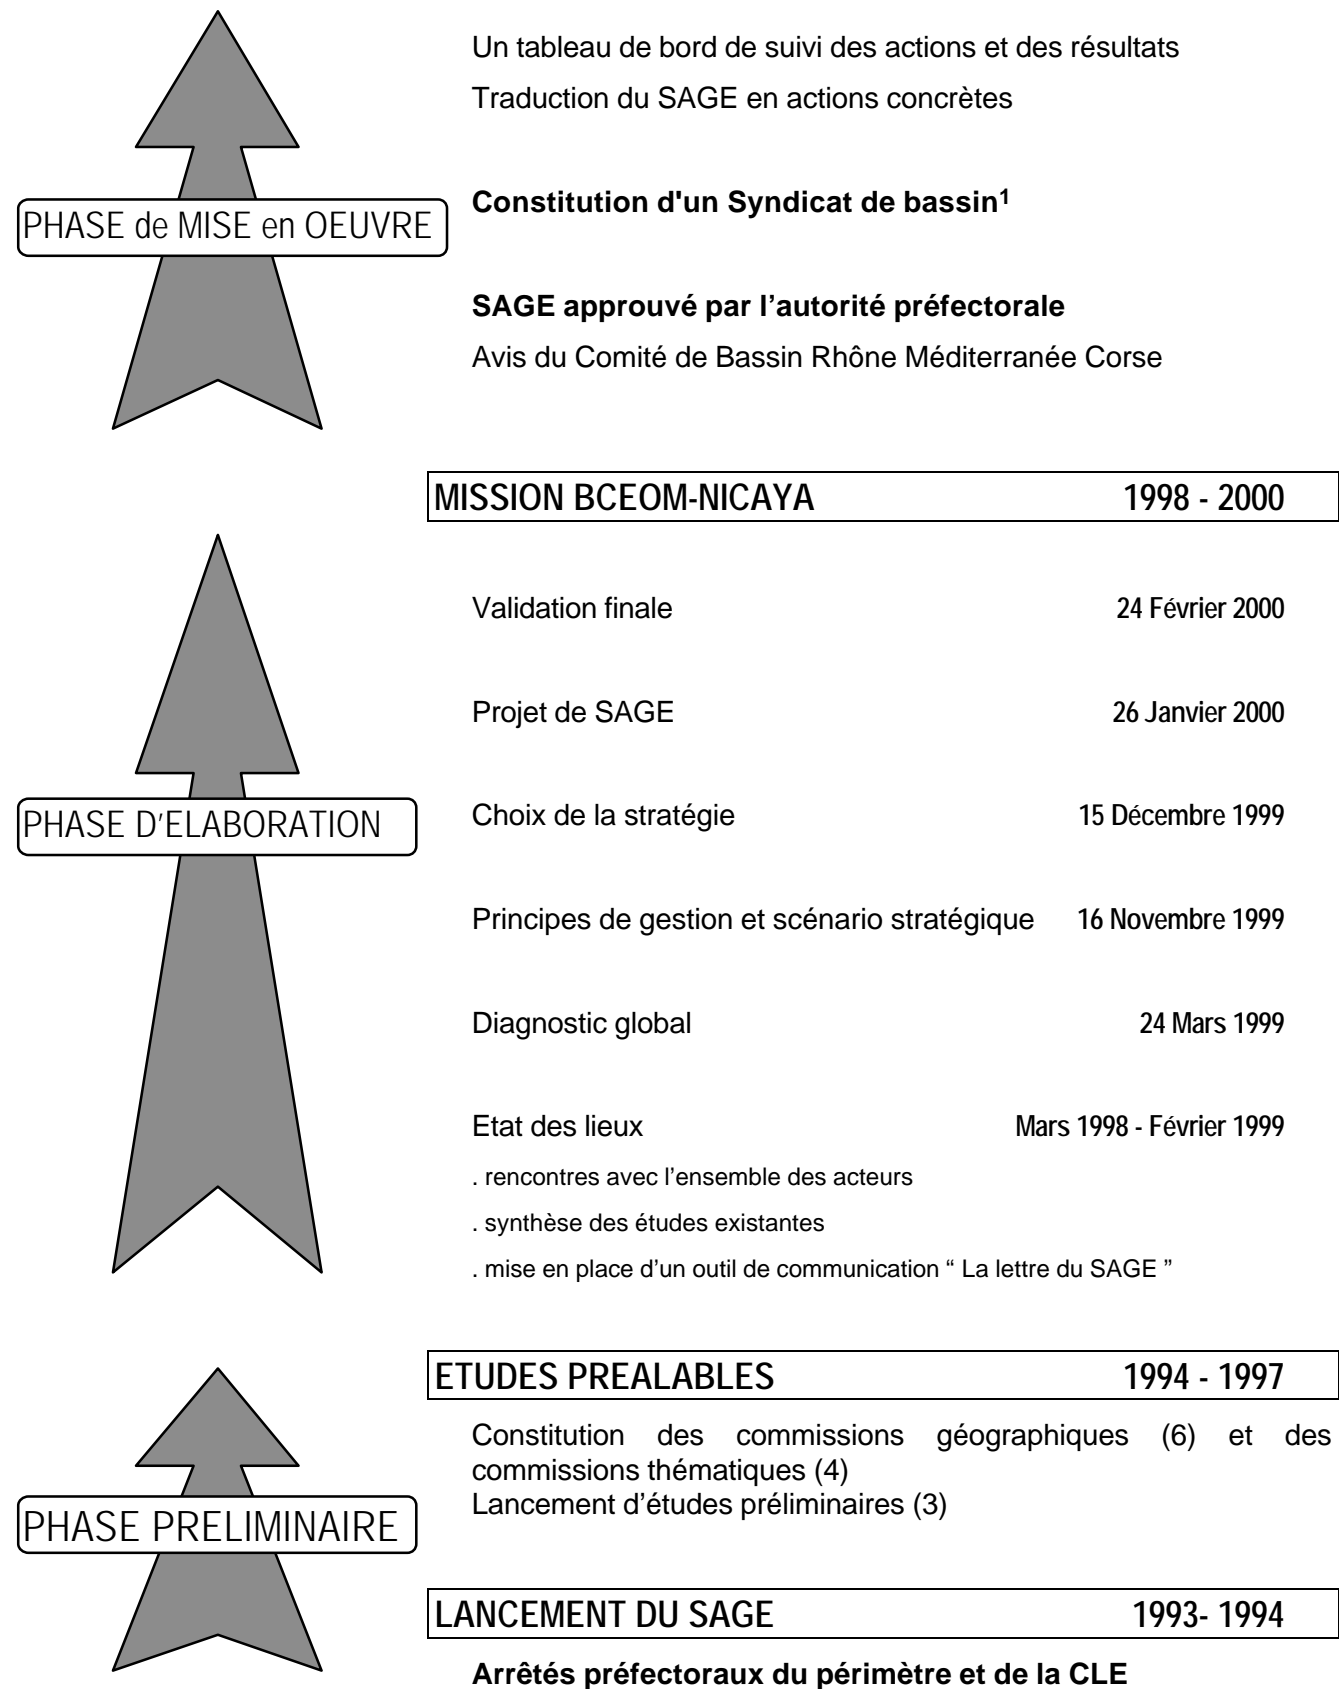 Un tableau de bord de suivi des actions et des résultats
Traduction du SAGE en actions concrètes
Constitution d'un Syndicat de bassin1
PHASE de MISE en OEUVRE
SAGE approuvé par l’autorité préfectorale
Avis du Comité de Bassin Rhône Méditerranée Corse
MISSION BCEOM-NICAYA 1998 - 2000
Validation finale 24 Février 2000
Projet de SAGE 26 Janvier 2000
PHASE D’ELABORATION
Choix de la stratégie 15 Décembre 1999
Principes de gestion et scénario stratégique 16 Novembre 1999
Diagnostic global 24 Mars 1999
Etat des lieux Mars 1998 - Février 1999
. rencontres avec l’ensemble des acteurs
. synthèse des études existantes
. mise en place d’un outil de communication “ La lettre du SAGE ”
ETUDES PREALABLES 1994 - 1997
Constitution des commissions géographiques (6) et des
commissions thématiques (4)
Lancement d’études préliminaires (3)
PHASE PRELIMINAIRE
LANCEMENT DU SAGE 1993- 1994
Arrêtés préfectoraux du périmètre et de la CLE